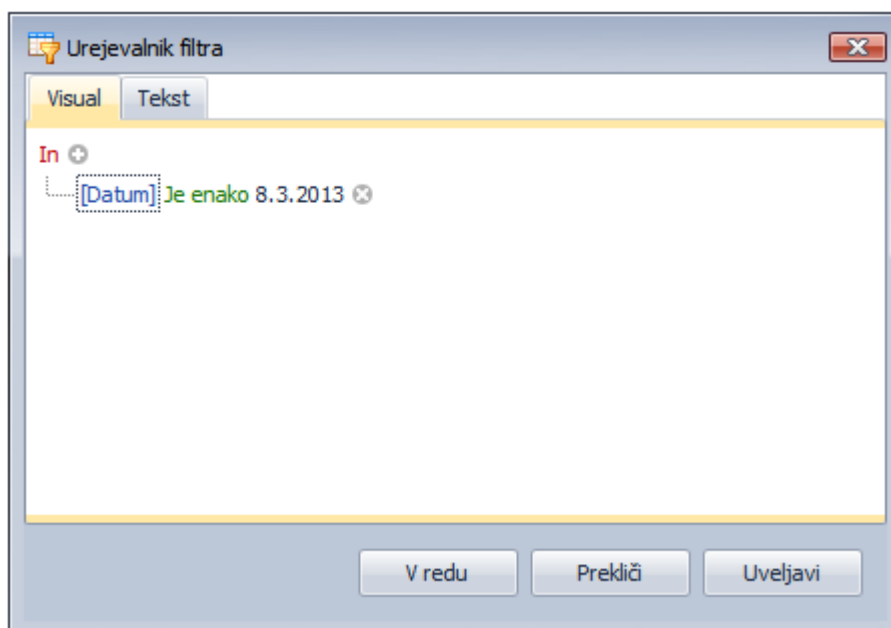 Urejevalnik filtra
Visual Tekst
In
[Datum] Je enako 8.3.2013
V redu Prekliči Uveljavi